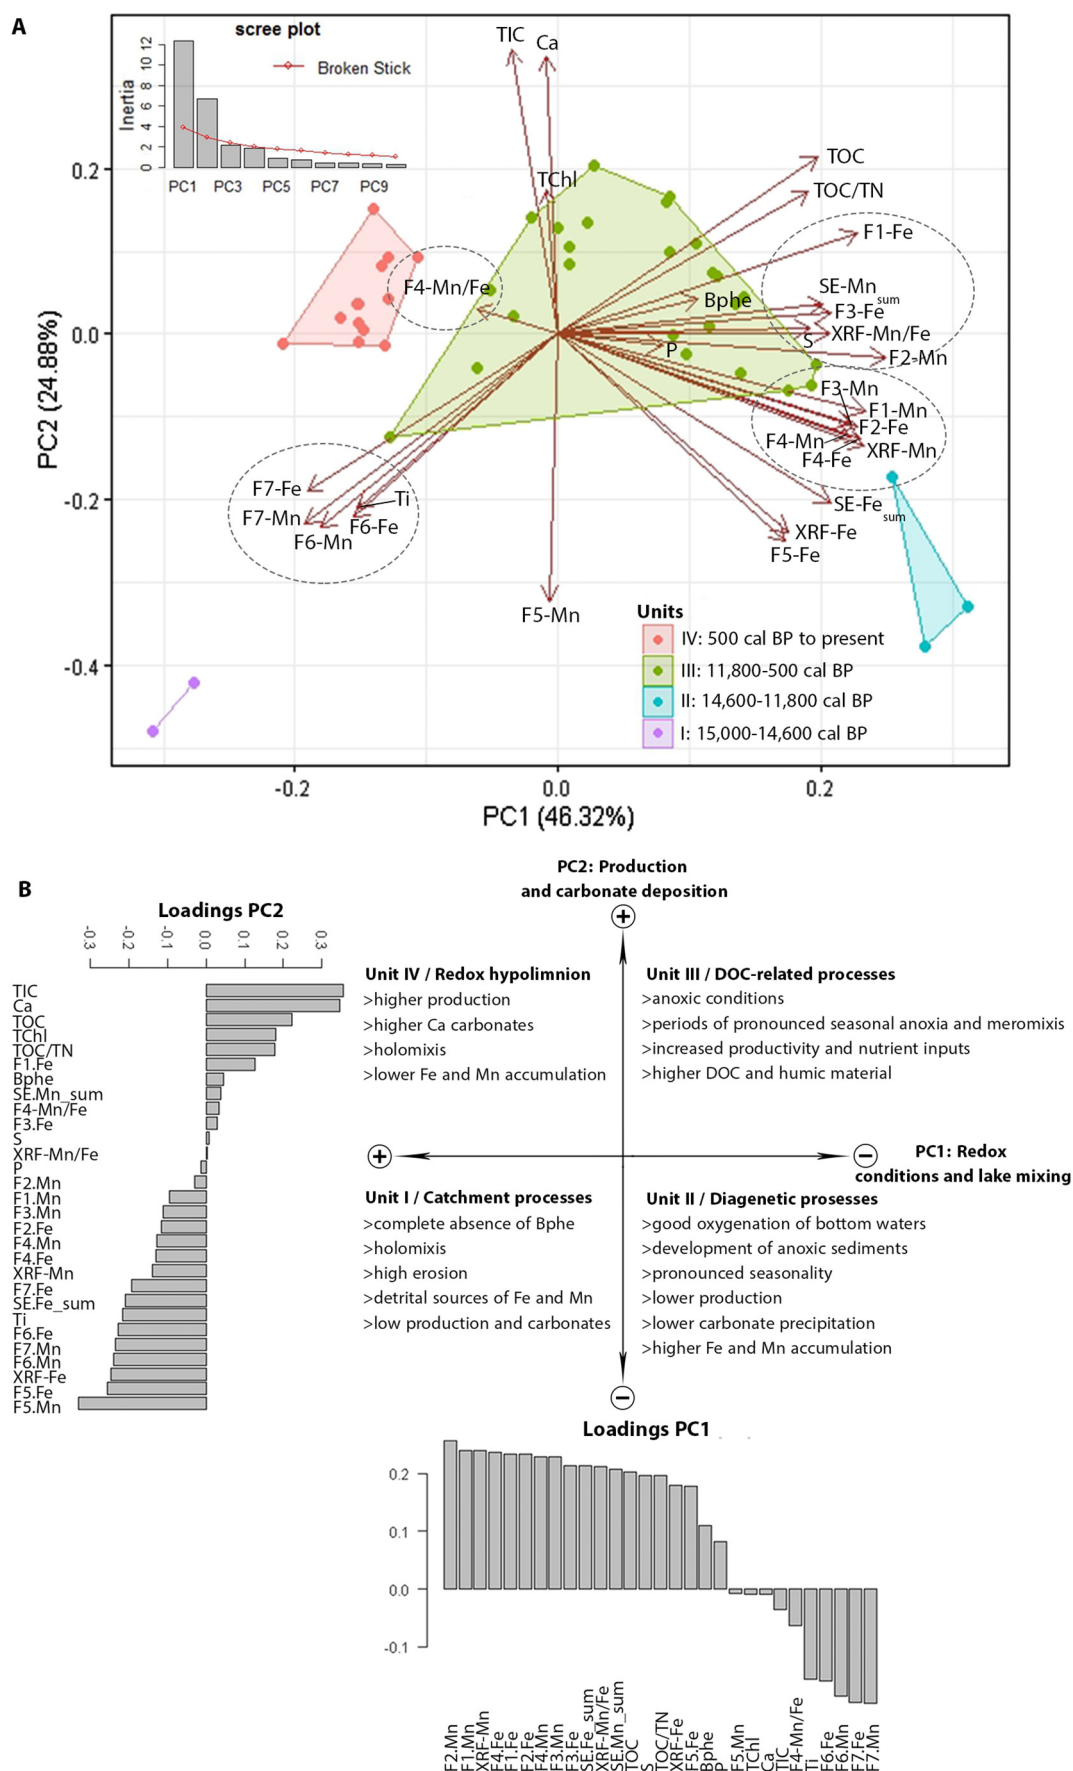 A
scree plot
Broken Stick
Inertia
12
10
8
6
4
2
0
PC1 PC3 PC5 PC7 PC9
TIC
Ca
TChl
TOC
TOC/TN
F1-Fe
F4-Mn/Fe
SE-Mn sum
Bphe
F3-Fe
S
XRF-Mn/Fe
P
F2-Mn
F3-Mn
F1-Mn
F2-Fe
F4-Mn
XRF-Mn
F4-Fe
F7-Fe
Ti
F7-Mn
F6-Fe
F6-Mn
SE-Fe sum
XRF-Fe
F5-Fe
F5-Mn
Units
IV: 500 cal BP to present
III: 11,800-500 cal BP
II: 14,600-11,800 cal BP
I: 15,000-14,600 cal BP
0.2
0.0
-0.2
-0.4
PC2 (24.88%)
-0.2 0.0 0.2
PC1 (46.32%)
B
Loadings PC2
-0.3 -0.2 -0.1 0.0 0.1 0.2 0.3
TIC
Ca
TOC
TChl
TOC/TN
F1.Fe
Bphe
SE.Mn_sum
F4-Mn/Fe
F3.Fe
S
XRF-Mn/Fe
P
F2.Mn
F1.Mn
F3.Mn
F2.Fe
F4.Mn
F4.Fe
XRF-Mn
F7.Fe
SE.Fe_sum
Ti
F6.Fe
F7.Mn
F6.Mn
XRF-Fe
F5.Fe
F5.Mn
PC2: Production
and carbonate deposition
+
Unit IV / Redox hypolimnion
>higher production
>higher Ca carbonates
>holomixis
>lower Fe and Mn accumulation
Unit III / DOC-related processes
>anoxic conditions
>periods of pronounced seasonal anoxia and meromixis
>increased productivity and nutrient inputs
>higher DOC and humic material
+
−
PC1: Redox
conditions and lake mixing
Unit I / Catchment processes
>complete absence of Bphe
>holomixis
>high erosion
>detrital sources of Fe and Mn
>low production and carbonates
Unit II / Diagenetic prosesses
>good oxygenation of bottom waters
>development of anoxic sediments
>pronounced seasonality
>lower production
>lower carbonate precipitation
>higher Fe and Mn accumulation
−
Loadings PC1
0.2
0.1
0.0
-0.1
F2.Mn
F1.Mn
XRF-Mn
F4.Fe
F1.Fe
F2.Fe
F4.Mn
F3.Mn
F3.Fe
SE.Fe_sum
XRF-Mn/Fe
SE.Mn_sum
TOC
S
TOC/TN
XRF-Fe
F5.Fe
Bphe
P
F5.Mn
TChl
Ca
TIC
F4-Mn/Fe
Ti
F6.Fe
F6.Mn
F7.Fe
F7.Mn